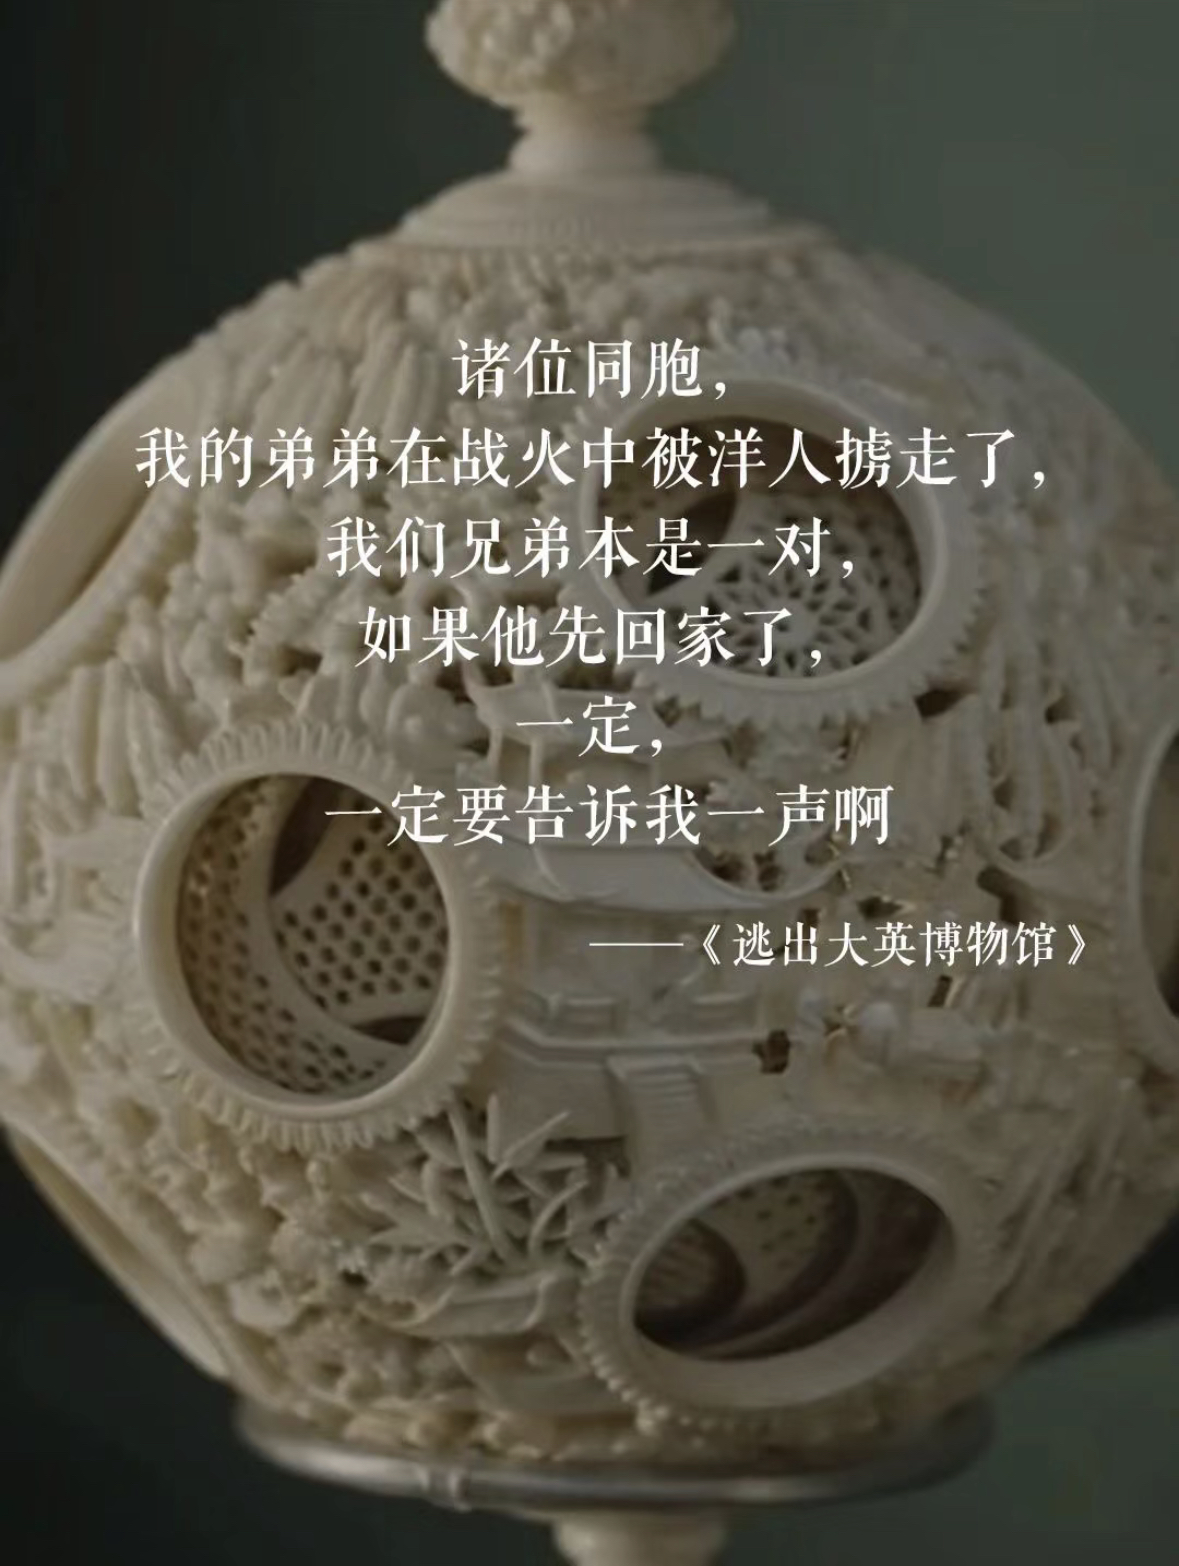 诸位同胞，
我的弟弟在战火中被洋人掳走了，
我们兄弟本是一对，
如果他先回家了，
一定，
一定要告诉我一声啊
——《逃出大英博物馆》